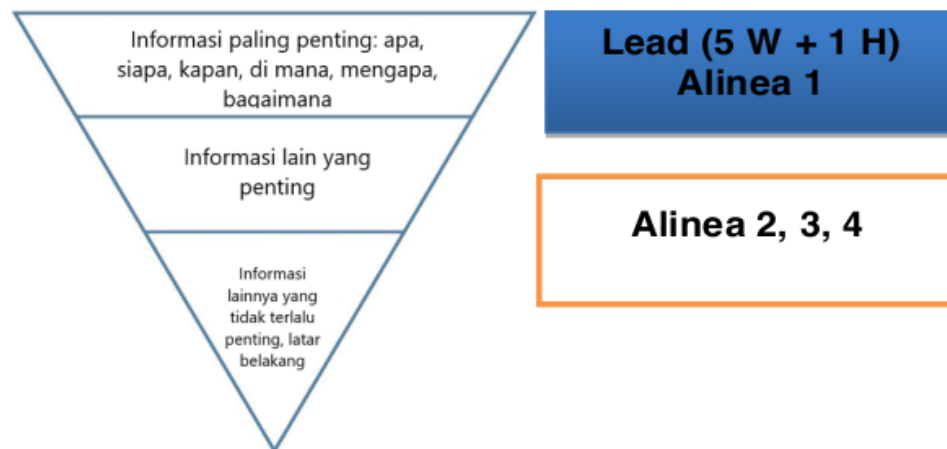 Informasi paling penting: apa,
siapa, kapan, di mana, mengapa,
bagaimana
Lead (5 W + 1 H)
Alinea 1
Informasi lain yang
penting
Alinea 2, 3, 4
Informasi
lainnya yang
tidak terlalu
penting, latar
belakang